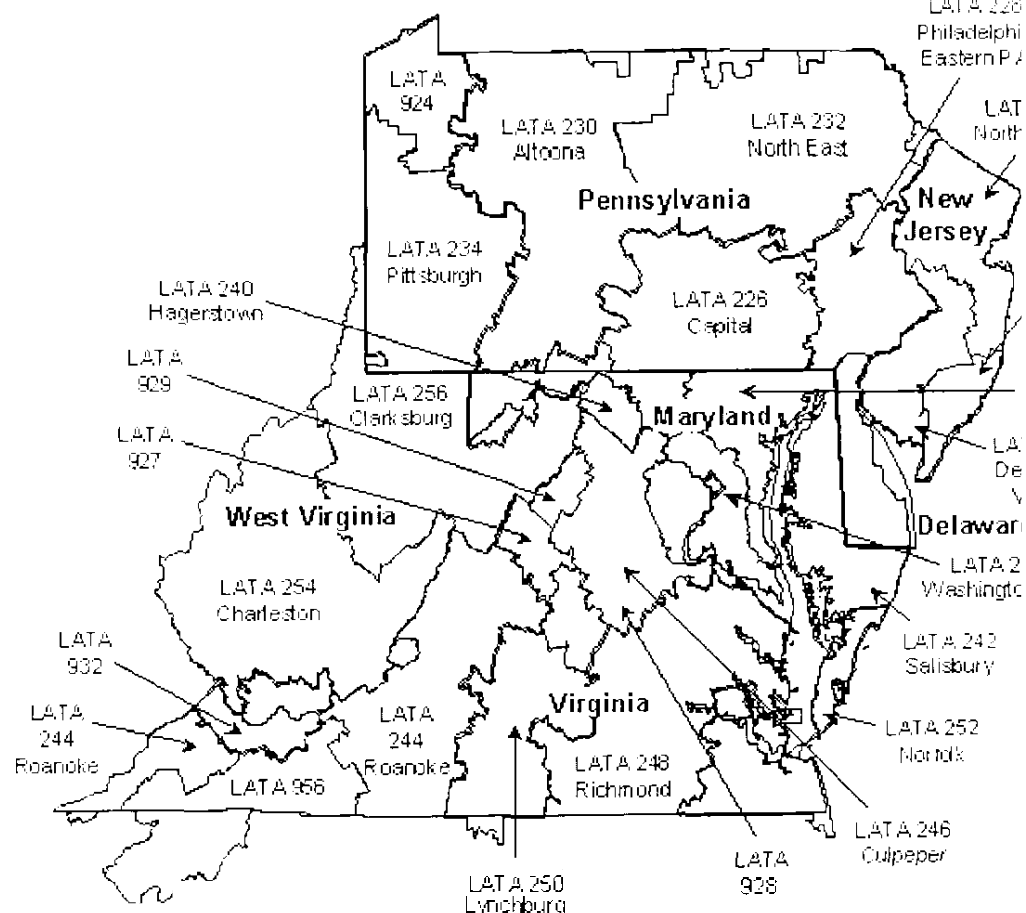 LATA 228
Eastern
LATA
924
LATA 230
Altoona
LATA 232
North East
North
Pennsylvania
New
Jersey
LATA 234
Pittsburgh
LATA 240
Hagerstown
LATA 226
Capital
LATA
929
LATA 256
Clarksburg
Maryland
LATA
927
West Virginia
LATA 254
Charleston
LATA
932
LATA 242
Salisbury
LATA
244
Roanoke
LATA
244
Roanoke
Virginia
LATA 252
Norfolk
LATA 956
LATA 248
Richmond
LATA 246
Culpeper
LATA
928
LATA 250
Lynchburg